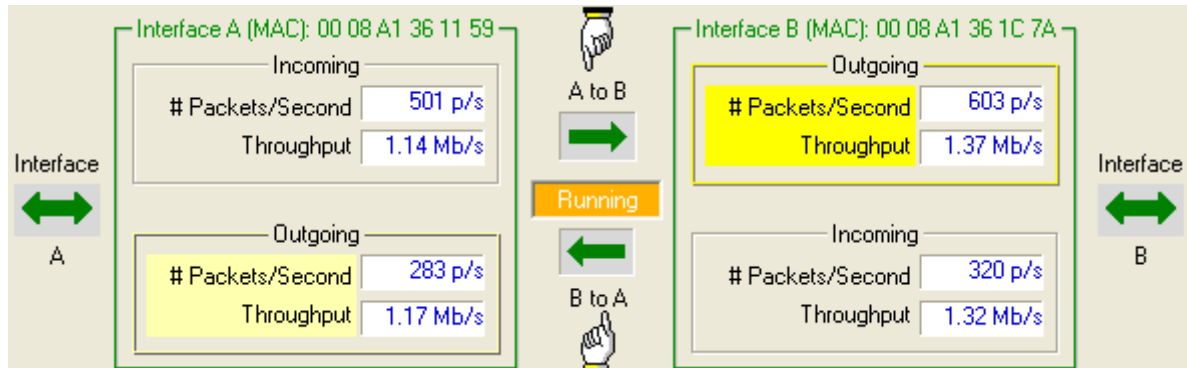 Interface A (MAC): 00 08 A1 36 11 59
Incoming
# Packets/Second 501 p/s
Throughput 1.14 Mb/s
Interface
A
Outgoing
# Packets/Second 283 p/s
Throughput 1.17 Mb/s
A to B
Running
B to A
Interface B (MAC): 00 08 A1 36 1C 7A
Outgoing
# Packets/Second 603 p/s
Throughput 1.37 Mb/s
Incoming
# Packets/Second 320 p/s
Throughput 1.32 Mb/s
Interface
B